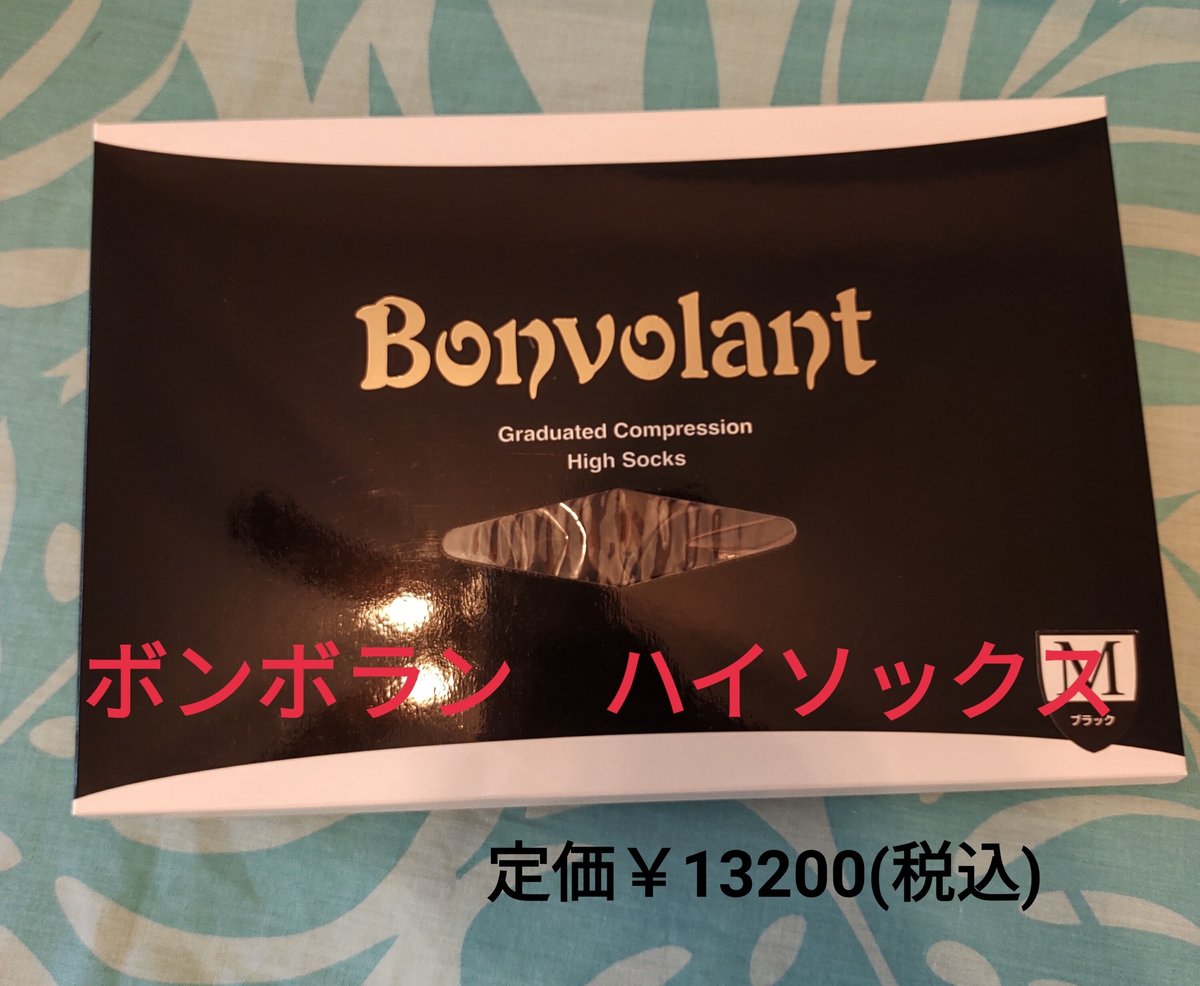 Bonvolant
Graduated Compression
High Socks
ボンボラン　ハイソックス
M
ブラック
定価￥13200(税込)